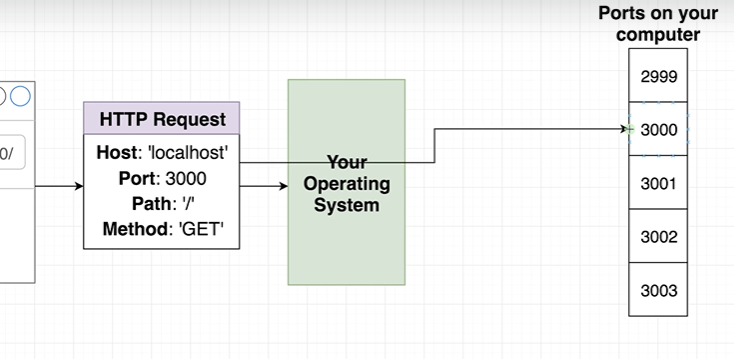 Ports on your
computer
0/
HTTP Request
Host: 'localhost'
Port: 3000
Path: '/'
Method: 'GET'
Your
Operating
System
2999
3000
3001
3002
3003